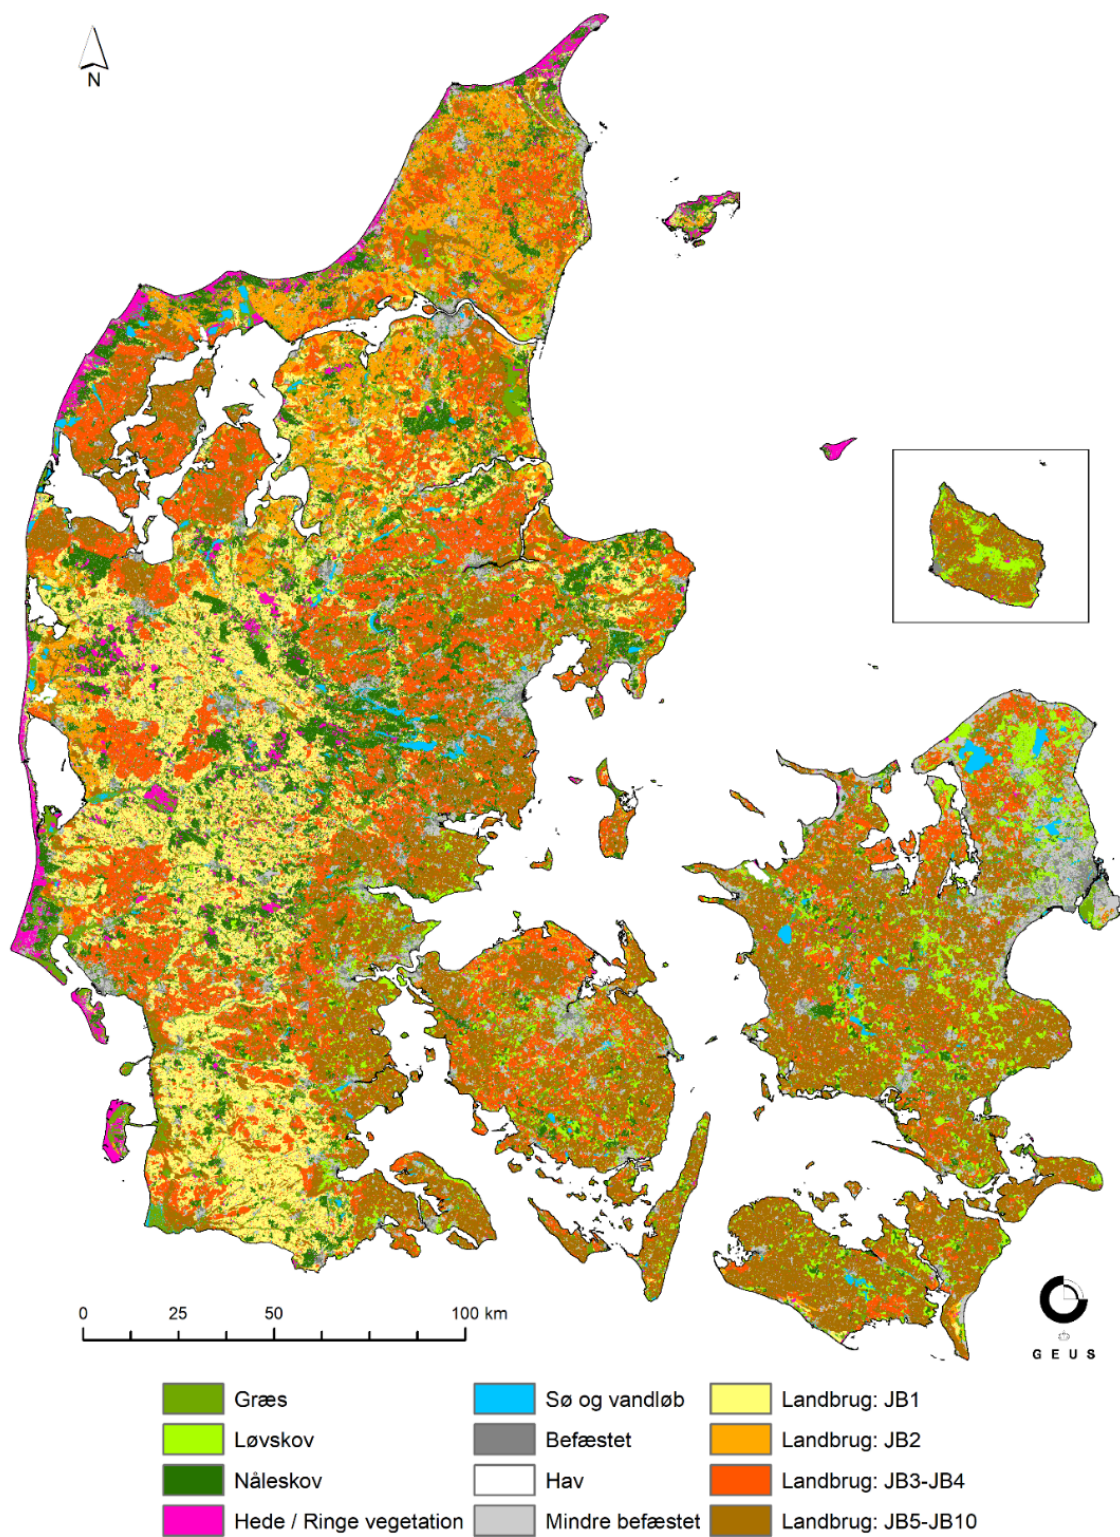 N
0 25 50 100 km
GEUS
Græs
Løvskov
Nåleskov
Hede / Ringe vegetation
Sø og vandløb
Befæstet
Hav
Mindre befæstet
Landbrug: JB1
Landbrug: JB2
Landbrug: JB3-JB4
Landbrug: JB5-JB10